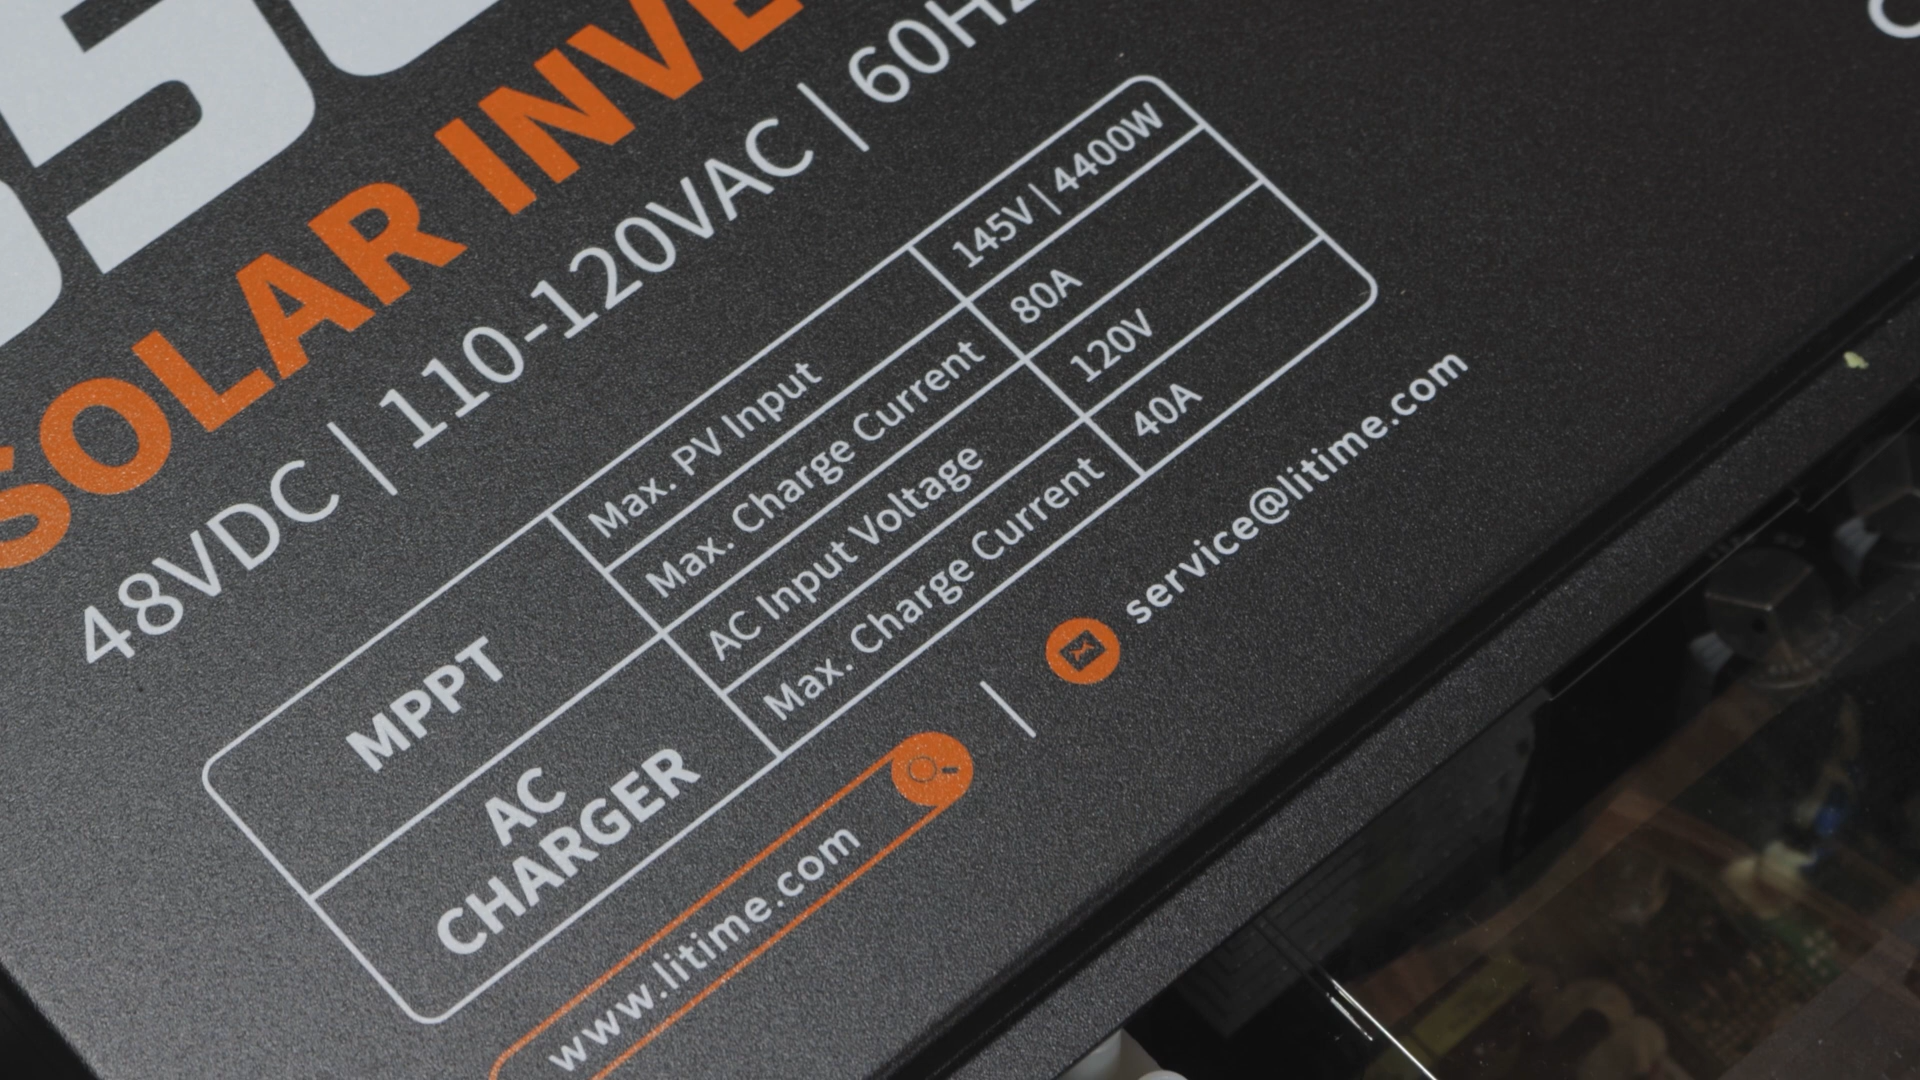 SOLAR INVE
48VDC | 110-120VAC | 60Hz
MPPT
Max. PV Input
145V | 4400W
Max. Charge Current
80A
AC
CHARGER
AC Input Voltage
120V
Max. Charge Current
40A
www.litime.com | service@litime.com